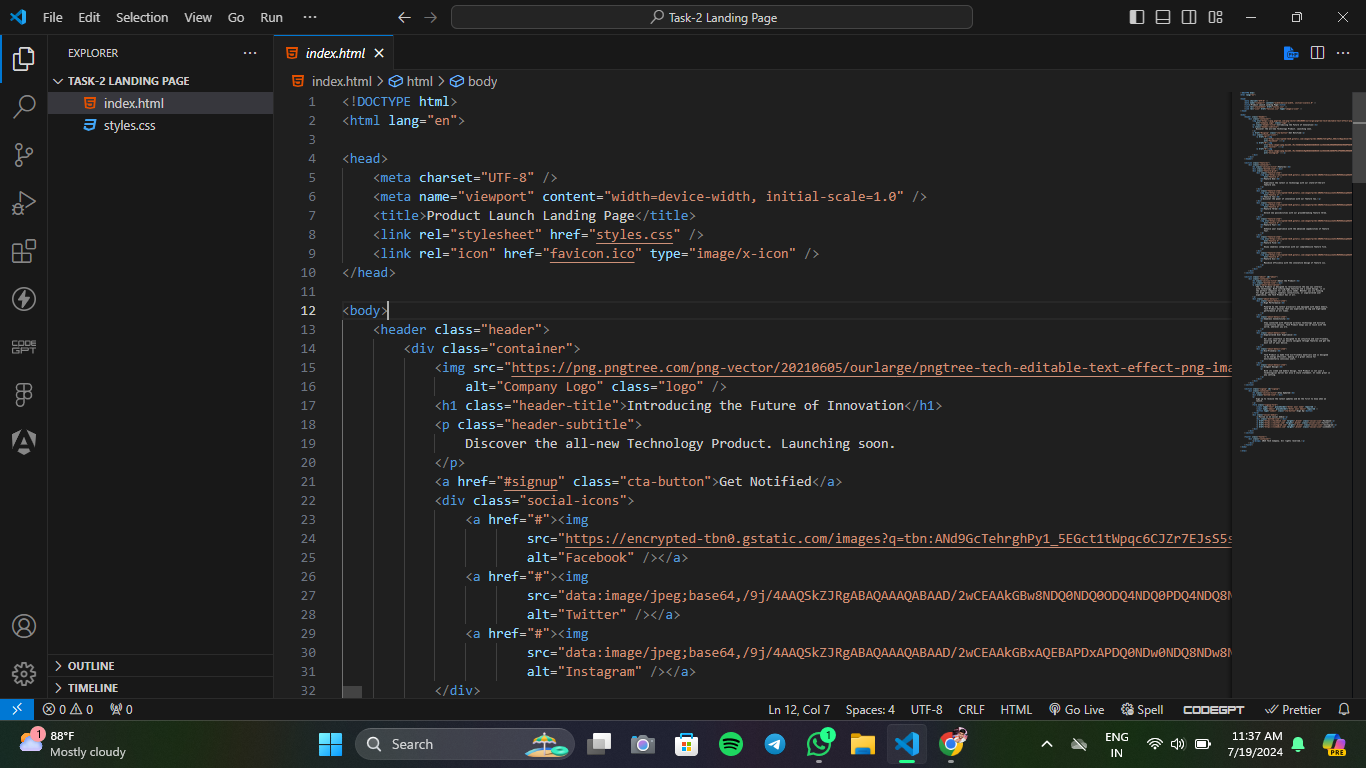 File Edit Selection View Go Run ··· Task-2 Landing Page
EXPLORER ···
TASK-2 LANDING PAGE
index.html
styles.css
OUTLINE
TIMELINE
index.html
index.html > html > body
1 <!DOCTYPE html>
2 <html lang="en">
3
4 <head>
5 <meta charset="UTF-8" />
6 <meta name="viewport" content="width=device-width, initial-scale=1.0" />
7 <title>Product Launch Landing Page</title>
8 <link rel="stylesheet" href="styles.css" />
9 <link rel="icon" href="favicon.ico" type="image/x-icon" />
10 </head>
11
12 <body>
13 <header class="header">
14 <div class="container">
15 <img src="https://png.pngtree.com/png-vector/20210605/ourlarge/pngtree-tech-editable-text-effect-png-ima
16 alt="Company Logo" class="logo" />
17 <h1 class="header-title">Introducing the Future of Innovation</h1>
18 <p class="header-subtitle">
19 Discover the all-new Technology Product. Launching soon.
20 </p>
21 <a href="#signup" class="cta-button">Get Notified</a>
22 <div class="social-icons">
23 <a href="#"><img
24 src="https://encrypted-tbn0.gstatic.com/images?q=tbn:ANd9GcTehrghPy1_5EGct1tWpqc6CJZr7EJsS5s
25 alt="Facebook" /></a>
26 <a href="#"><img
27 src="data:image/jpeg;base64,/9j/4AAQSkZJRgABAQAAAQABAAD/2wCEAAkGBw8NDQ0NDQ0ODQ4NDQ0PDQ4NDQ8N
28 alt="Twitter" /></a>
29 <a href="#"><img
30 src="data:image/jpeg;base64,/9j/4AAQSkZJRgABAQAAAQABAAD/2wCEAAkGBxAQEBAPDxAPDQ0NDw0NDQ8NDw8N
31 alt="Instagram" /></a>
32 </div>
0 0 0 Ln 12, Col 7 Spaces: 4 UTF-8 CRLF HTML Go Live Spell CODEGPT Prettier
1 88°F
Mostly cloudy
Search
1
ENG
IN
11:37 AM
7/19/2024
PRE
CODE
GPT